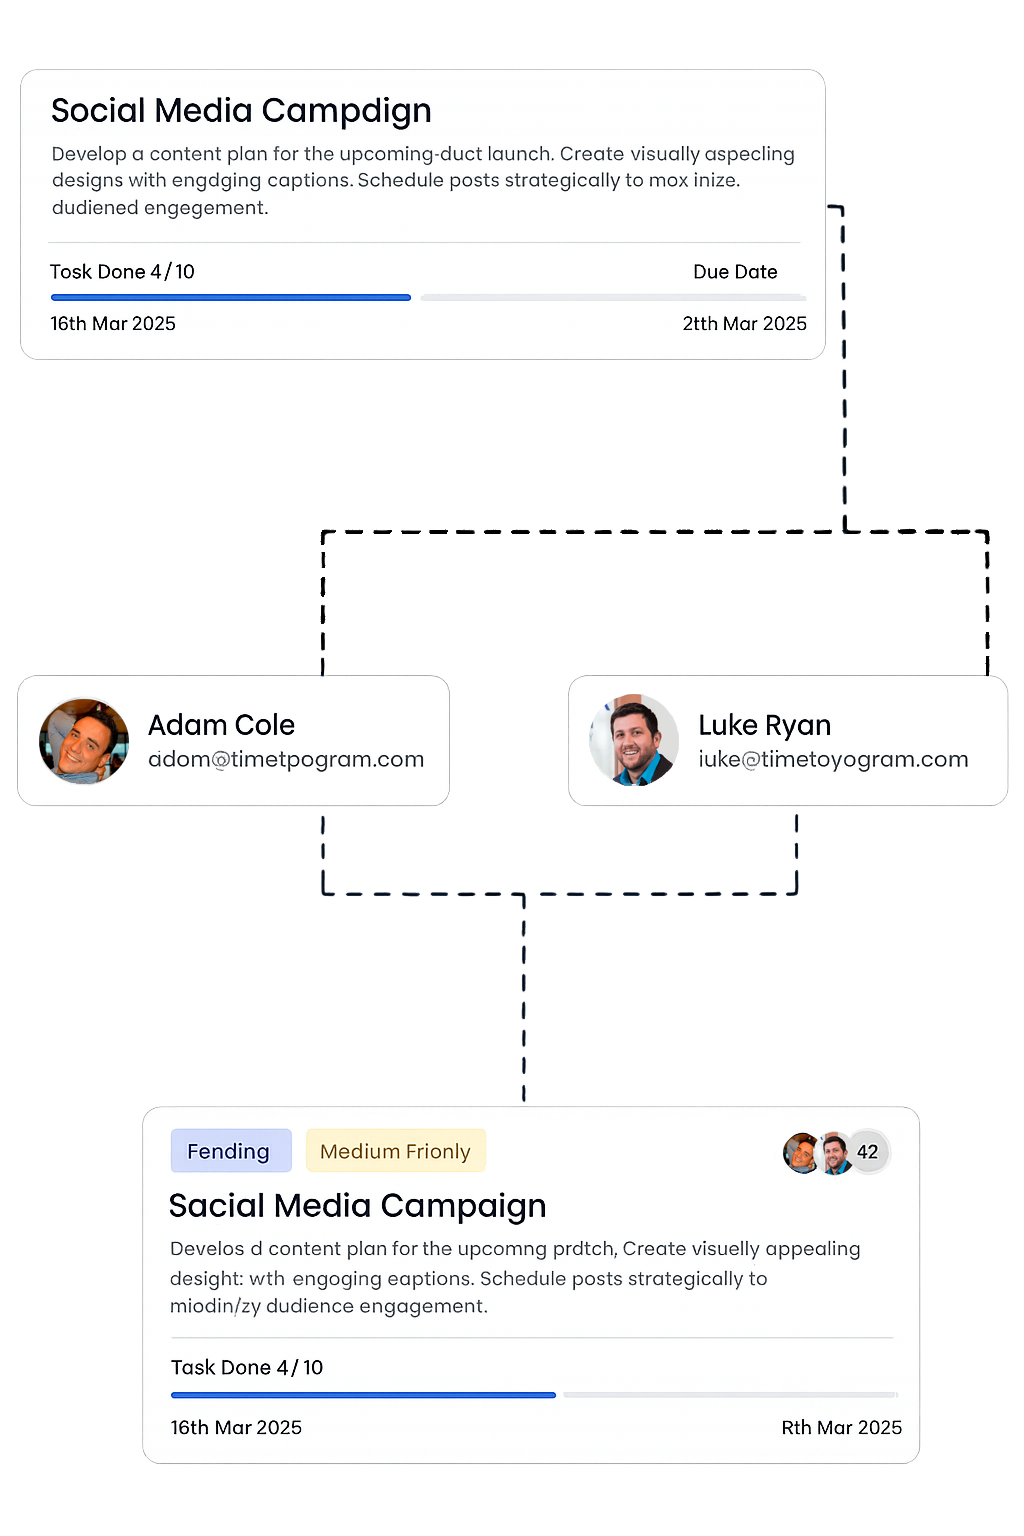 Social Media Campdign
Develop a content plan for the upcoming-duct launch. Create visually aspecling
designs with engdging captions. Schedule posts strategically to mox inize.
dudiened engegement.
Tosk Done 4/10
Due Date
16th Mar 2025
2tth Mar 2025
Adam Cole
adom@timetpogram.com
Luke Ryan
iuke@tiimetoyogram.com
Fending
Medium Frionly
42
Sacial Media Campaign
Develos d content plan for the upcomng prdtch, Create visuelly appealing
desight: wth engoging eaptions. Schedule posts strategically to
miodin/zy dudience engagement.
Task Done 4/10
16th Mar 2025
Rth Mar 2025